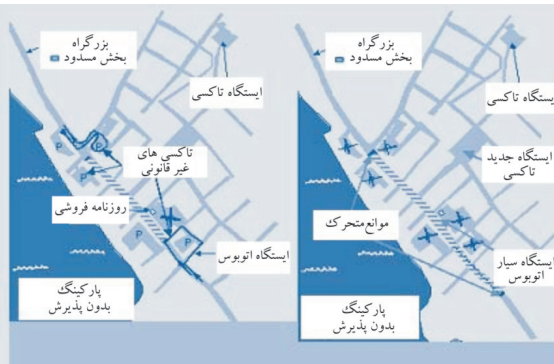 بزرگراه
بخش مسدود
ایستگاه تاکسی
تاکسی های
غیر قانونی
روزنامه فروشی
ایستگاه اتوبوس
پارکینگ
بدون پذیرش
P
P
P
P
بزرگراه
بخش مسدود
ایستگاه تاکسی
ایستگاه جدید
تاکسی
موانع متحرک
ایستگاه سیار
اتوبوس
پارکینگ
بدون پذیرش